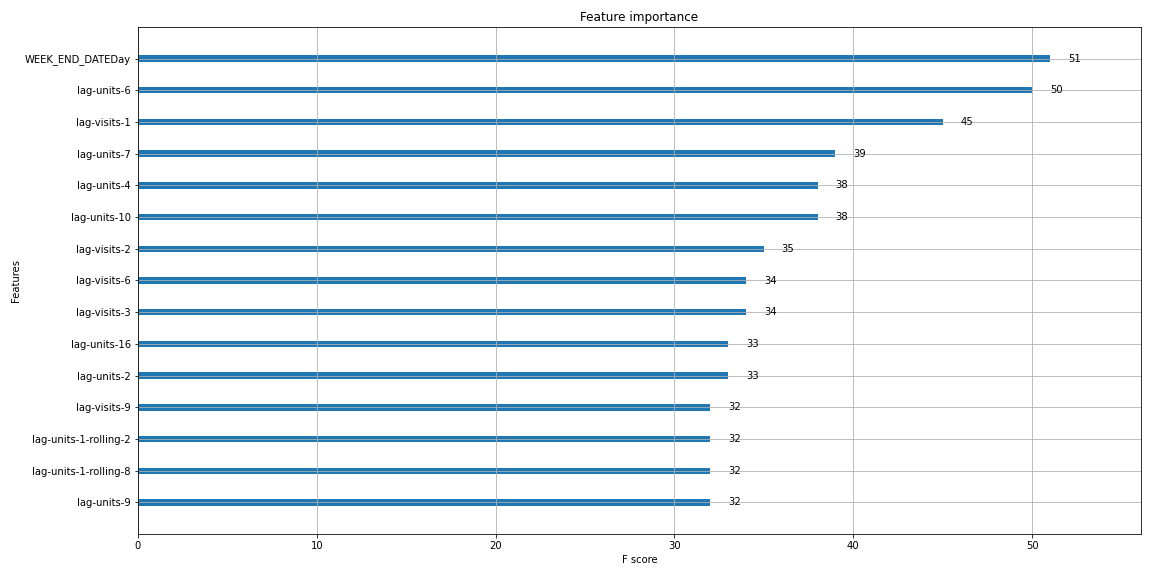 Feature importance
WEEK_END_DATEDay 51
lag-units-6 50
lag-visits-1 45
lag-units-7 39
lag-units-4 38
lag-units-10 38
lag-visits-2 35
lag-visits-6 34
lag-visits-3 34
lag-units-16 33
lag-units-2 33
lag-visits-9 32
lag-units-1-rolling-2 32
lag-units-1-rolling-8 32
lag-units-9 32
Features
0 10 20 30 40 50
F score